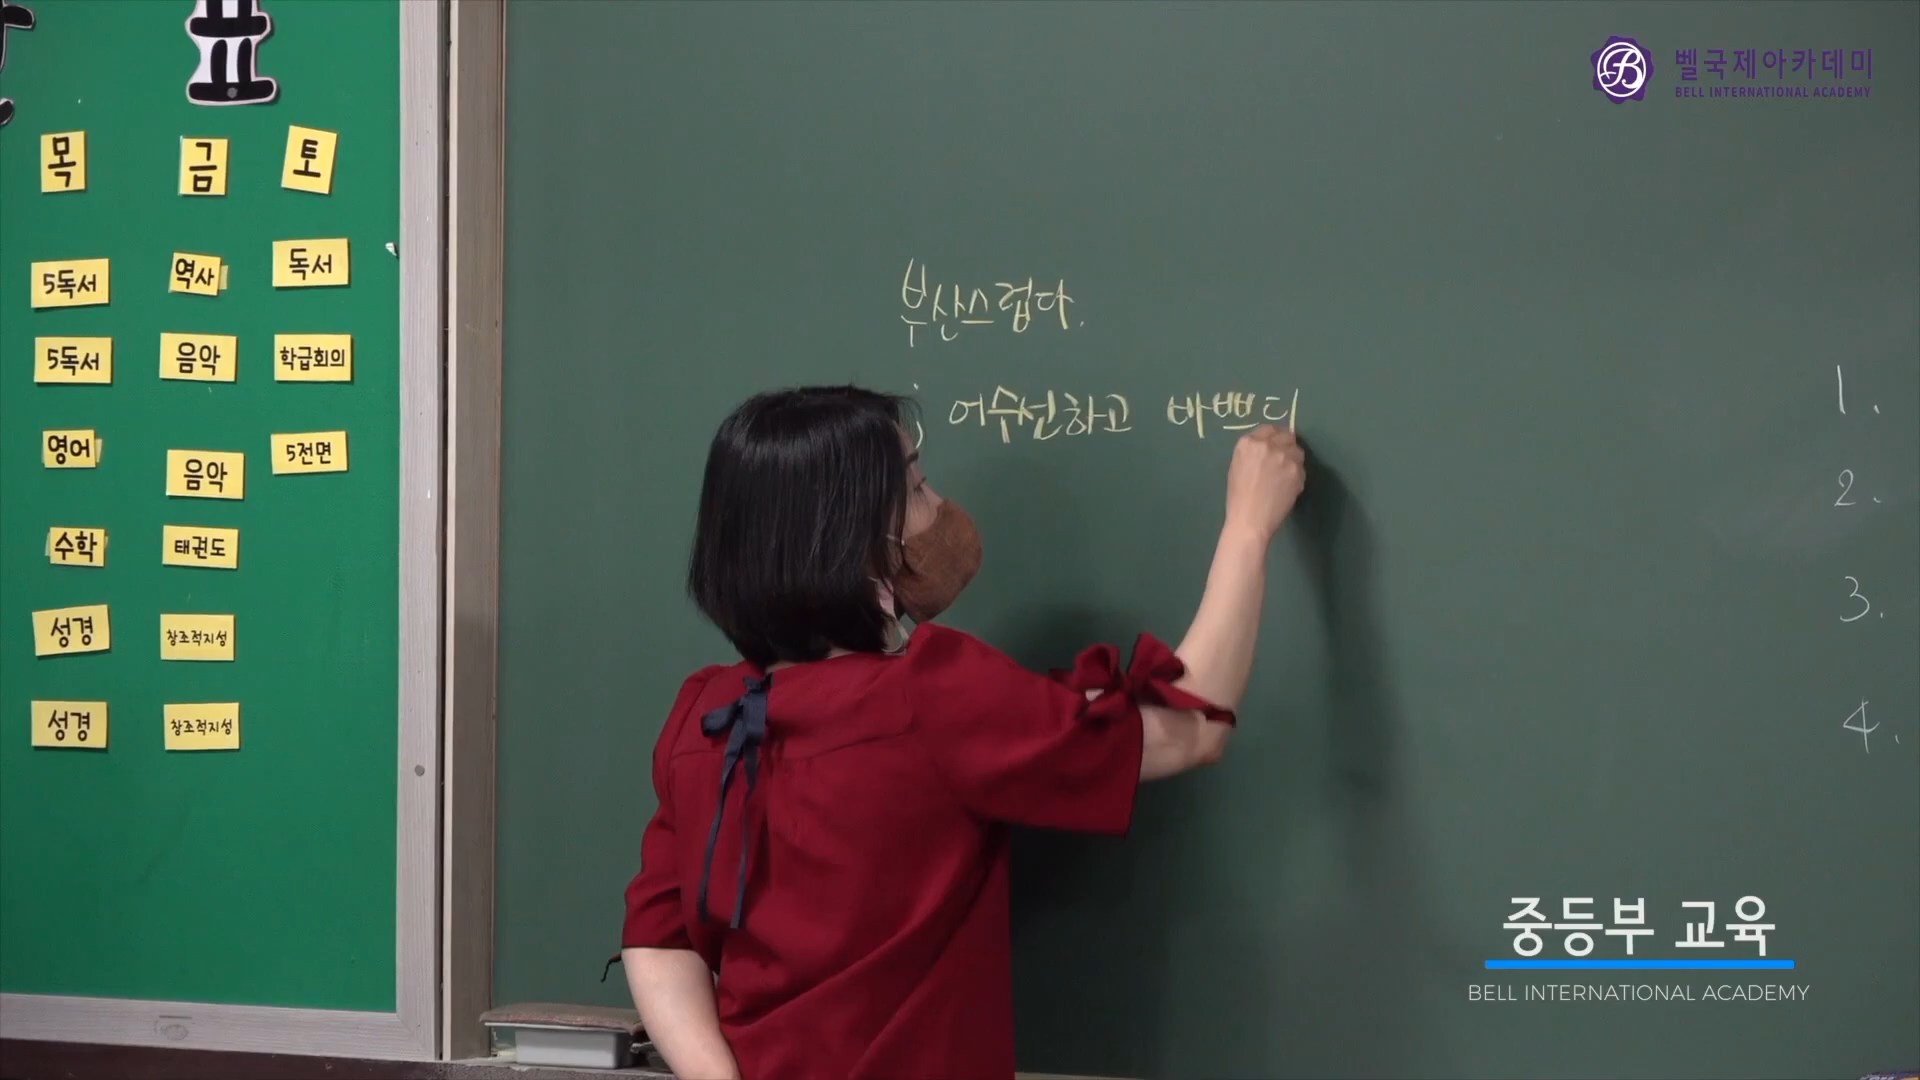 표
목 금 토
5독서 역사 독서
5독서 음악 학급회의
영어 음악 5전면
수학 태권도
성경 창조적지성
성경 창조적지성
부산스럽다.
; 어수선하고 바쁘다
1.
2.
3.
4.
벨국제아카데미
BELL INTERNATIONAL ACADEMY
중등부 교육
BELL INTERNATIONAL ACADEMY